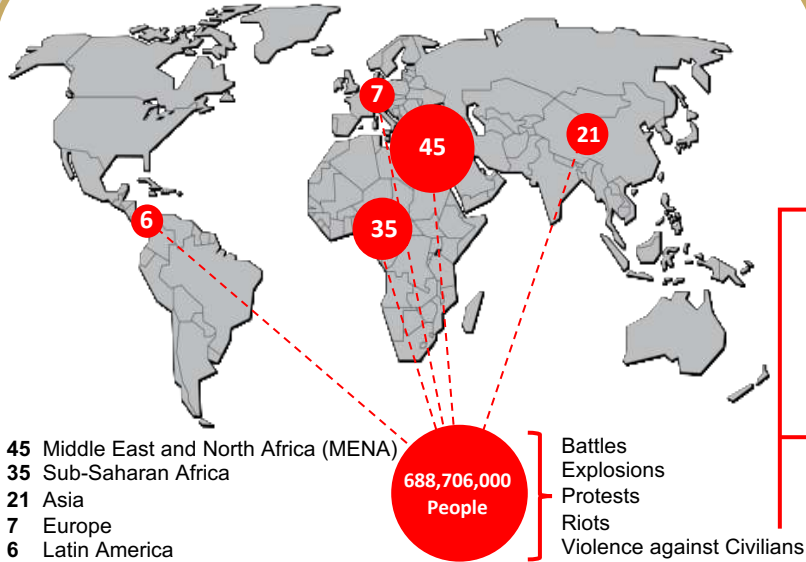 7
45
21
6
35
45 Middle East and North Africa (MENA)
35 Sub-Saharan Africa
21 Asia
7 Europe
6 Latin America
688,706,000
People
Battles
Explosions
Protests
Riots
Violence against Civilians